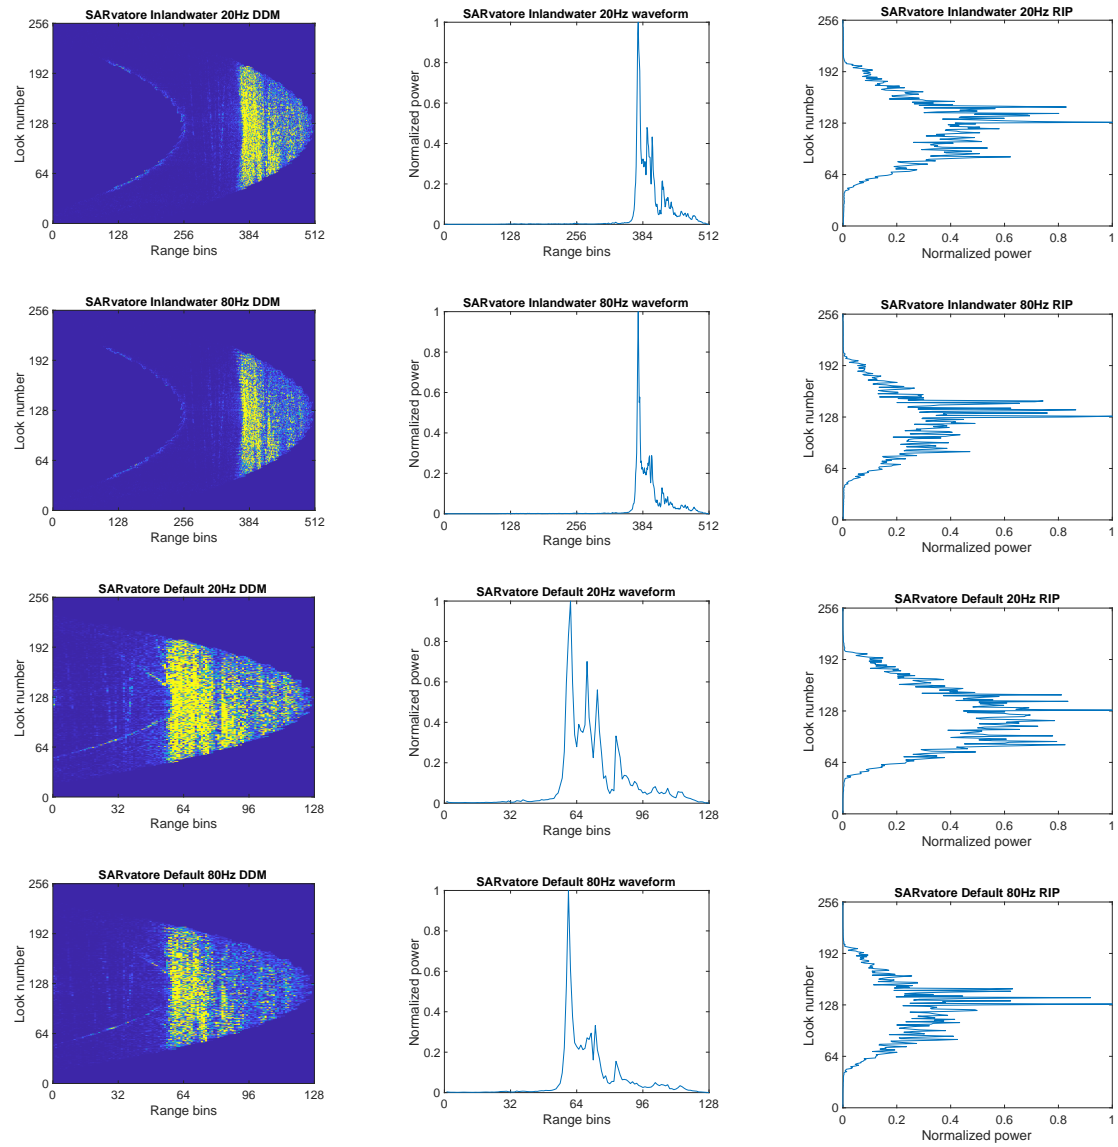 SARvatore Inlandwater 20Hz DDM
256
192
128
64
0
Look number
0 128 256 384 512
Range bins
SARvatore Inlandwater 20Hz waveform
1
0.8
0.6
0.4
0.2
0
Normalized power
0 128 256 384 512
Range bins
SARvatore Inlandwater 20Hz RIP
256
192
128
64
0
Look number
0 0.2 0.4 0.6 0.8 1
Normalized power
SARvatore Inlandwater 80Hz DDM
256
192
128
64
0
Look number
0 128 256 384 512
Range bins
SARvatore Inlandwater 80Hz waveform
1
0.8
0.6
0.4
0.2
0
Normalized power
0 128 256 384 512
Range bins
SARvatore Inlandwater 80Hz RIP
256
192
128
64
0
Look number
0 0.2 0.4 0.6 0.8 1
Normalized power
SARvatore Default 20Hz DDM
256
192
128
64
0
Look number
0 32 64 96 128
Range bins
SARvatore Default 20Hz waveform
1
0.8
0.6
0.4
0.2
0
Normalized power
0 32 64 96 128
Range bins
SARvatore Default 20Hz RIP
256
192
128
64
0
Look number
0 0.2 0.4 0.6 0.8 1
Normalized power
SARvatore Default 80Hz DDM
256
192
128
64
0
Look number
0 32 64 96 128
Range bins
SARvatore Default 80Hz waveform
1
0.8
0.6
0.4
0.2
0
Normalized power
0 32 64 96 128
Range bins
SARvatore Default 80Hz RIP
256
192
128
64
0
Look number
0 0.2 0.4 0.6 0.8 1
Normalized power